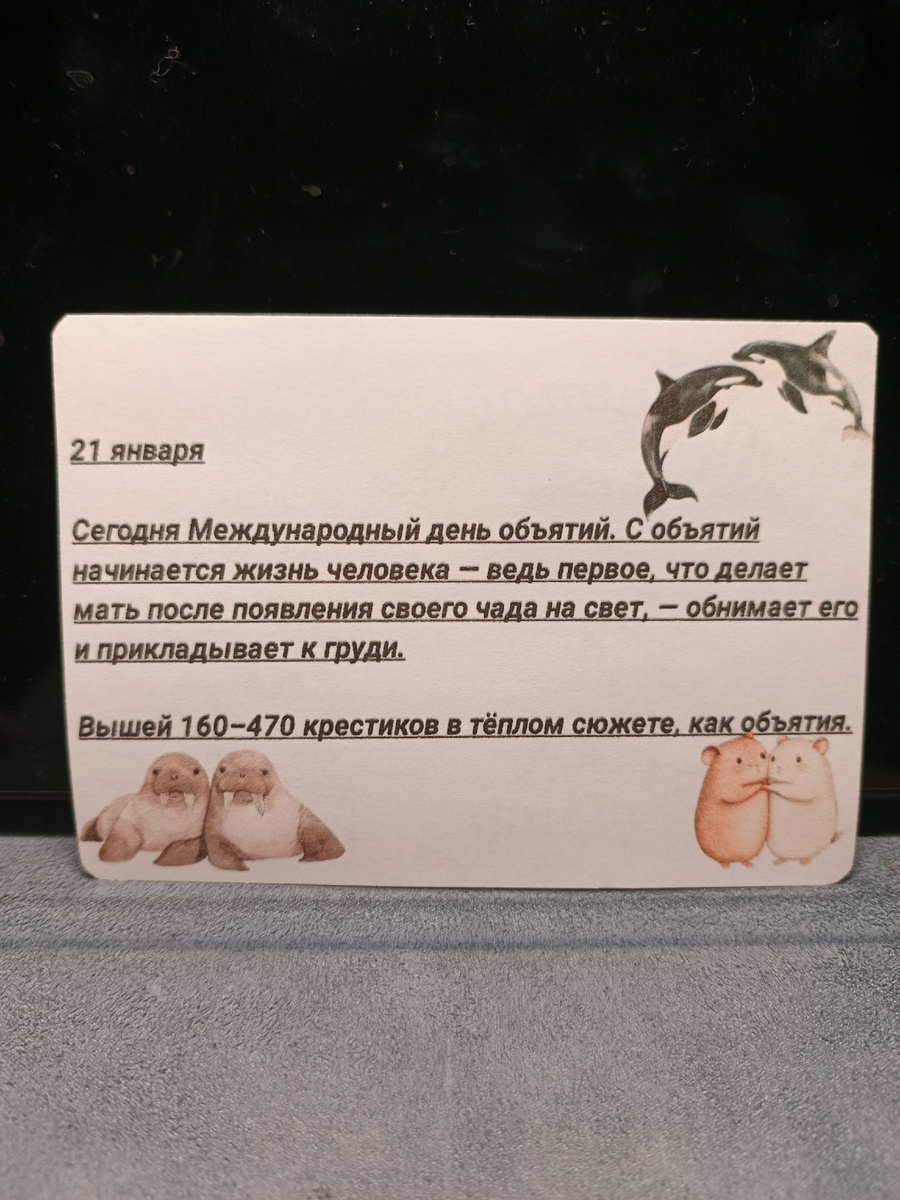 21 января
Сегодня Международный день объятий. С объятий
начинается жизнь человека — ведь первое, что делает
мать после появления своего чада на свет, — обнимает его
и прикладывает к груди.
Вышей 160–470 крестиков в тёплом сюжете, как объятия.